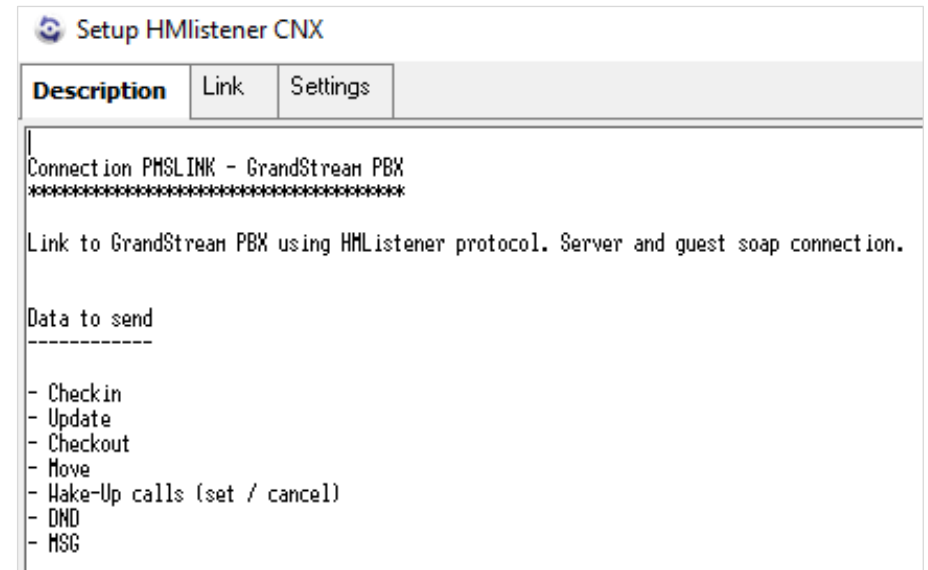 Setup HMlistener CNX
Description Link Settings
Connection PMSLINK - GrandStream PBX
***************************************
Link to GrandStream PBX using HMListener protocol. Server and guest soap connection.
Data to send
------------
- Checkin
- Update
- Checkout
- Move
- Wake-Up calls (set / cancel)
- DND
- MSG